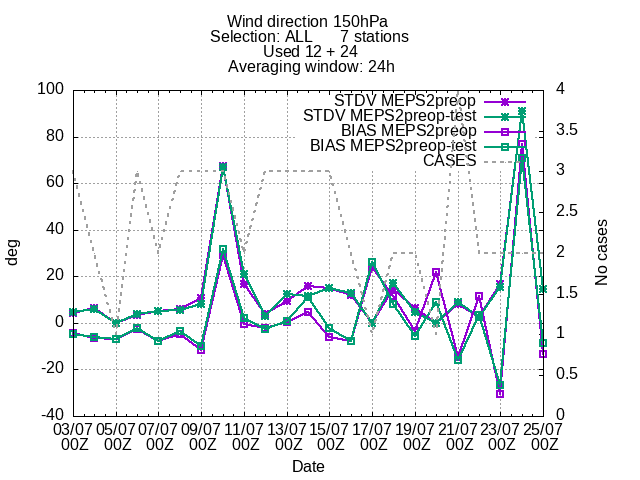 Wind direction 150hPa
Selection: ALL 7 stations
Used 12 + 24
Averaging window: 24h
STDV MEPS2preop
STDV MEPS2preop-test
BIAS MEPS2preop
BIAS MEPS2preop-test
CASES
100
80
60
40
20
0
-20
-40
deg
4
3.5
3
2.5
2
1.5
1
0.5
0
No cases
03/07 05/07 07/07 09/07 11/07 13/07 15/07 17/07 19/07 21/07 23/07 25/07
00Z 00Z 00Z 00Z 00Z 00Z 00Z 00Z 00Z 00Z 00Z 00Z
Date